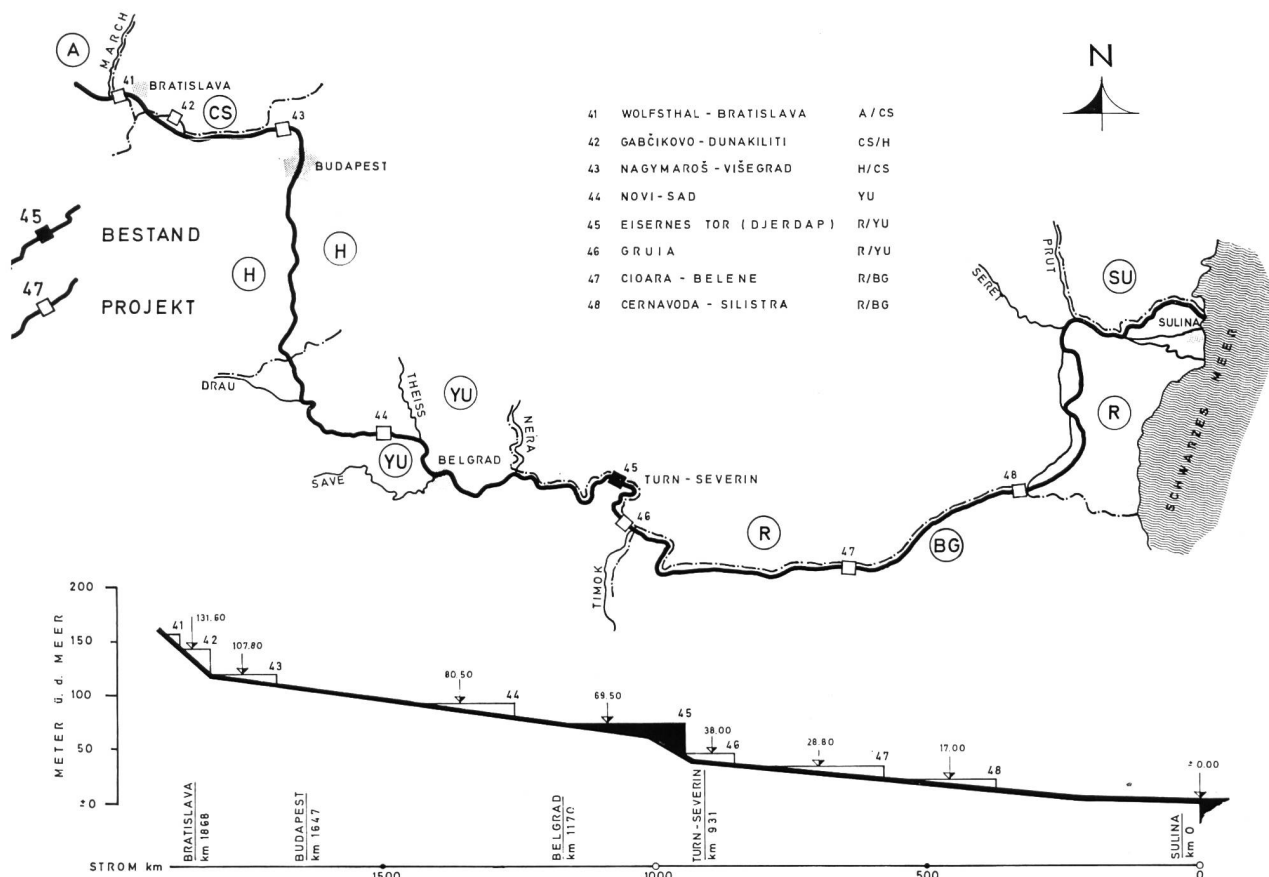 N
A
MARCH
41
BRATISLAVA
42
CS
43
BUDAPEST
H
H
45
BESTAND
47
PROJEKT
41 WOLFSTHAL - BRATISLAVA A/CS
42 GABČIKOVO - DUNAKILITI CS/H
43 NAGYMAROŠ - VIŠEGRAD H/CS
44 NOVI - SAD YU
45 EISERNES TOR (DJERDAP) R/YU
46 GRUIA R/YU
47 CIOARA - BELENE R/BG
48 CERNAVODA - SILISTRA R/BG
SERET
PRUT
SU
SULINA
SCHWARZES MEER
R
DRAU
44
THEISS
YU
YU
BELGRAD
SAVE
NERA
45
TURN - SEVERIN
46
TIMOK
R
47
BG
48
METER ü. d. MEER
200
150
100
50
±0
41
131.60
42
107.80
43
80.50
44
69.50
45
38.00
46
28.80
47
17.00
48
±0.00
BRATISLAVA
km 1868
BUDAPEST
km 1647
BELGRAD
km 1170
TURN - SEVERIN
km 931
SULINA
km 0
STROM km
1500
1000
500
0